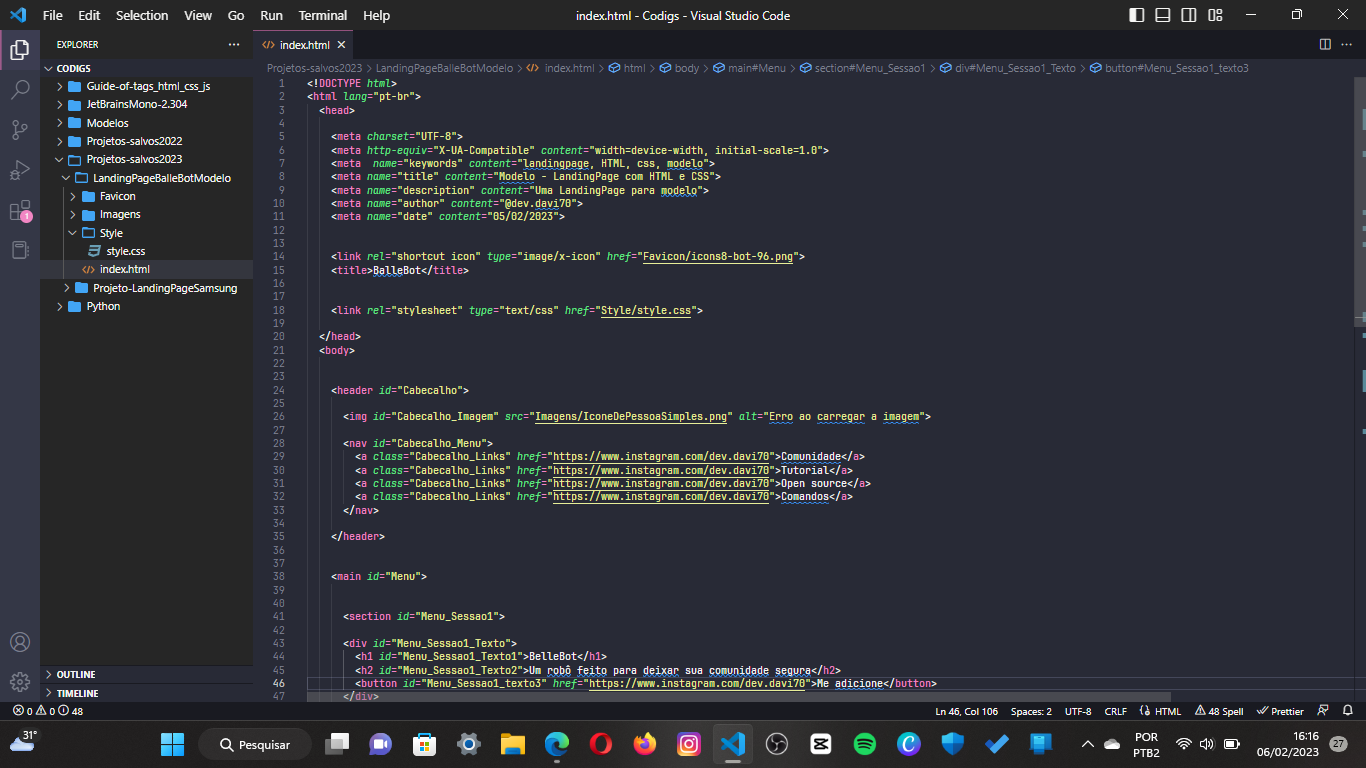 File Edit Selection View Go Run Terminal Help
index.html - Codigs - Visual Studio Code
EXPLORER
CODIGS
Guide-of-tags_html_css_js
JetBrainsMono-2.304
Modelos
Projetos-salvos2022
Projetos-salvos2023
LandingPageBalleBotModelo
Favicon
Imagens
Style
style.css
index.html
Projeto-LandingPageSamsung
Python
OUTLINE
TIMELINE
1
index.html
Projetos-salvos2023 > LandingPageBalleBotModelo > index.html > html > body > main#Menu > section#Menu_Sessao1 > div#Menu_Sessao1_Texto > button#Menu_Sessao1_texto3
1 <!DOCTYPE html>
2 <html lang="pt-br">
3 <head>
4
5 <meta charset="UTF-8">
6 <meta http-equiv="X-UA-Compatible" content="width=device-width, initial-scale=1.0">
7 <meta  name="keywords" content="landingpage, HTML, css, modelo">
8 <meta name="title" content="Modelo - LandingPage com HTML e CSS">
9 <meta name="description" content="Uma LandingPage para modelo">
10 <meta name="author" content="@dev.davi70">
11 <meta name="date" content="05/02/2023">
12
13
14 <link rel="shortcut icon" type="image/x-icon" href="Favicon/icons8-bot-96.png">
15 <title>BalleBot</title>
16
17
18 <link rel="stylesheet" type="text/css" href="Style/style.css">
19
20 </head>
21 <body>
22
23
24 <header id="Cabecalho">
25
26 <img id="Cabecalho_Imagem" src="Imagens/IconeDePessoaSimples.png" alt="Erro ao carregar a imagem">
27
28 <nav id="Cabecalho_Menu">
29 <a class="Cabecalho_Links" href="https://www.instagram.com/dev.davi70">Comunidade</a>
30 <a class="Cabecalho_Links" href="https://www.instagram.com/dev.davi70">Tutorial</a>
31 <a class="Cabecalho_Links" href="https://www.instagram.com/dev.davi70">Open source</a>
32 <a class="Cabecalho_Links" href="https://www.instagram.com/dev.davi70">Comandos</a>
33 </nav>
34
35 </header>
36
37
38 <main id="Menu">
39
40
41 <section id="Menu_Sessao1">
42
43 <div id="Menu_Sessao1_Texto">
44 <h1 id="Menu_Sessao1_Texto1">BelleBot</h1>
45 <h2 id="Menu_Sessao1_Texto2">Um robô feito para deixar sua comunidade segura</h2>
46 <button id="Menu_Sessao1_texto3" href="https://www.instagram.com/dev.davi70">Me adicione</button>
47 </div>
0 0 48
Ln 46, Col 106 Spaces: 2 UTF-8 CRLF HTML 48 Spell Prettier
31°
Pesquisar
POR
PTB2
16:16
06/02/2023
27